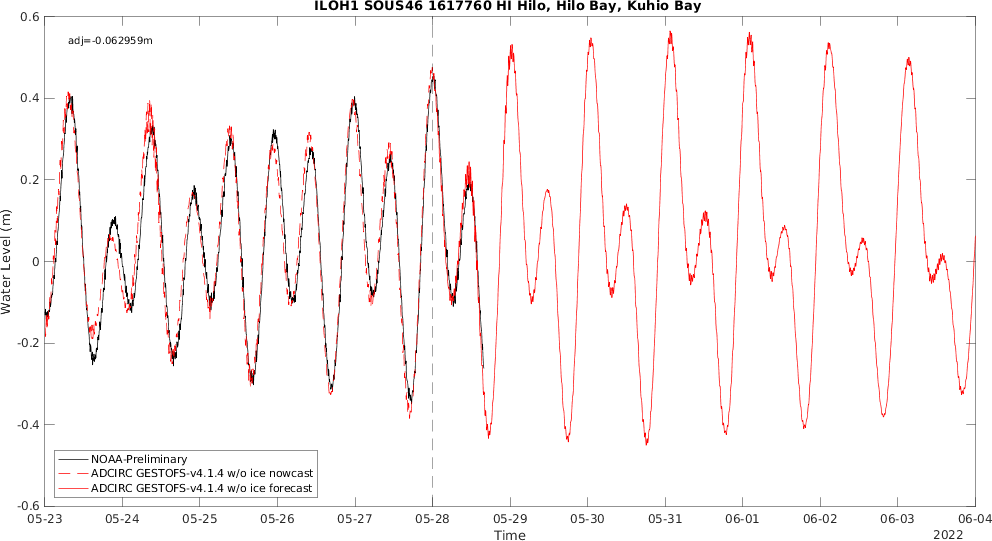 ILOH1 SOUS46 1617760 HI Hilo, Hilo Bay, Kuhio Bay
adj=-0.062959m
0.6
0.4
0.2
0
-0.2
-0.4
-0.6
Water Level (m)
NOAA-Preliminary
ADCIRC GESTOFS-v4.1.4 w/o ice nowcast
ADCIRC GESTOFS-v4.1.4 w/o ice forecast
05-23 05-24 05-25 05-26 05-27 05-28 05-29 05-30 05-31 06-01 06-02 06-03 06-04
Time
2022